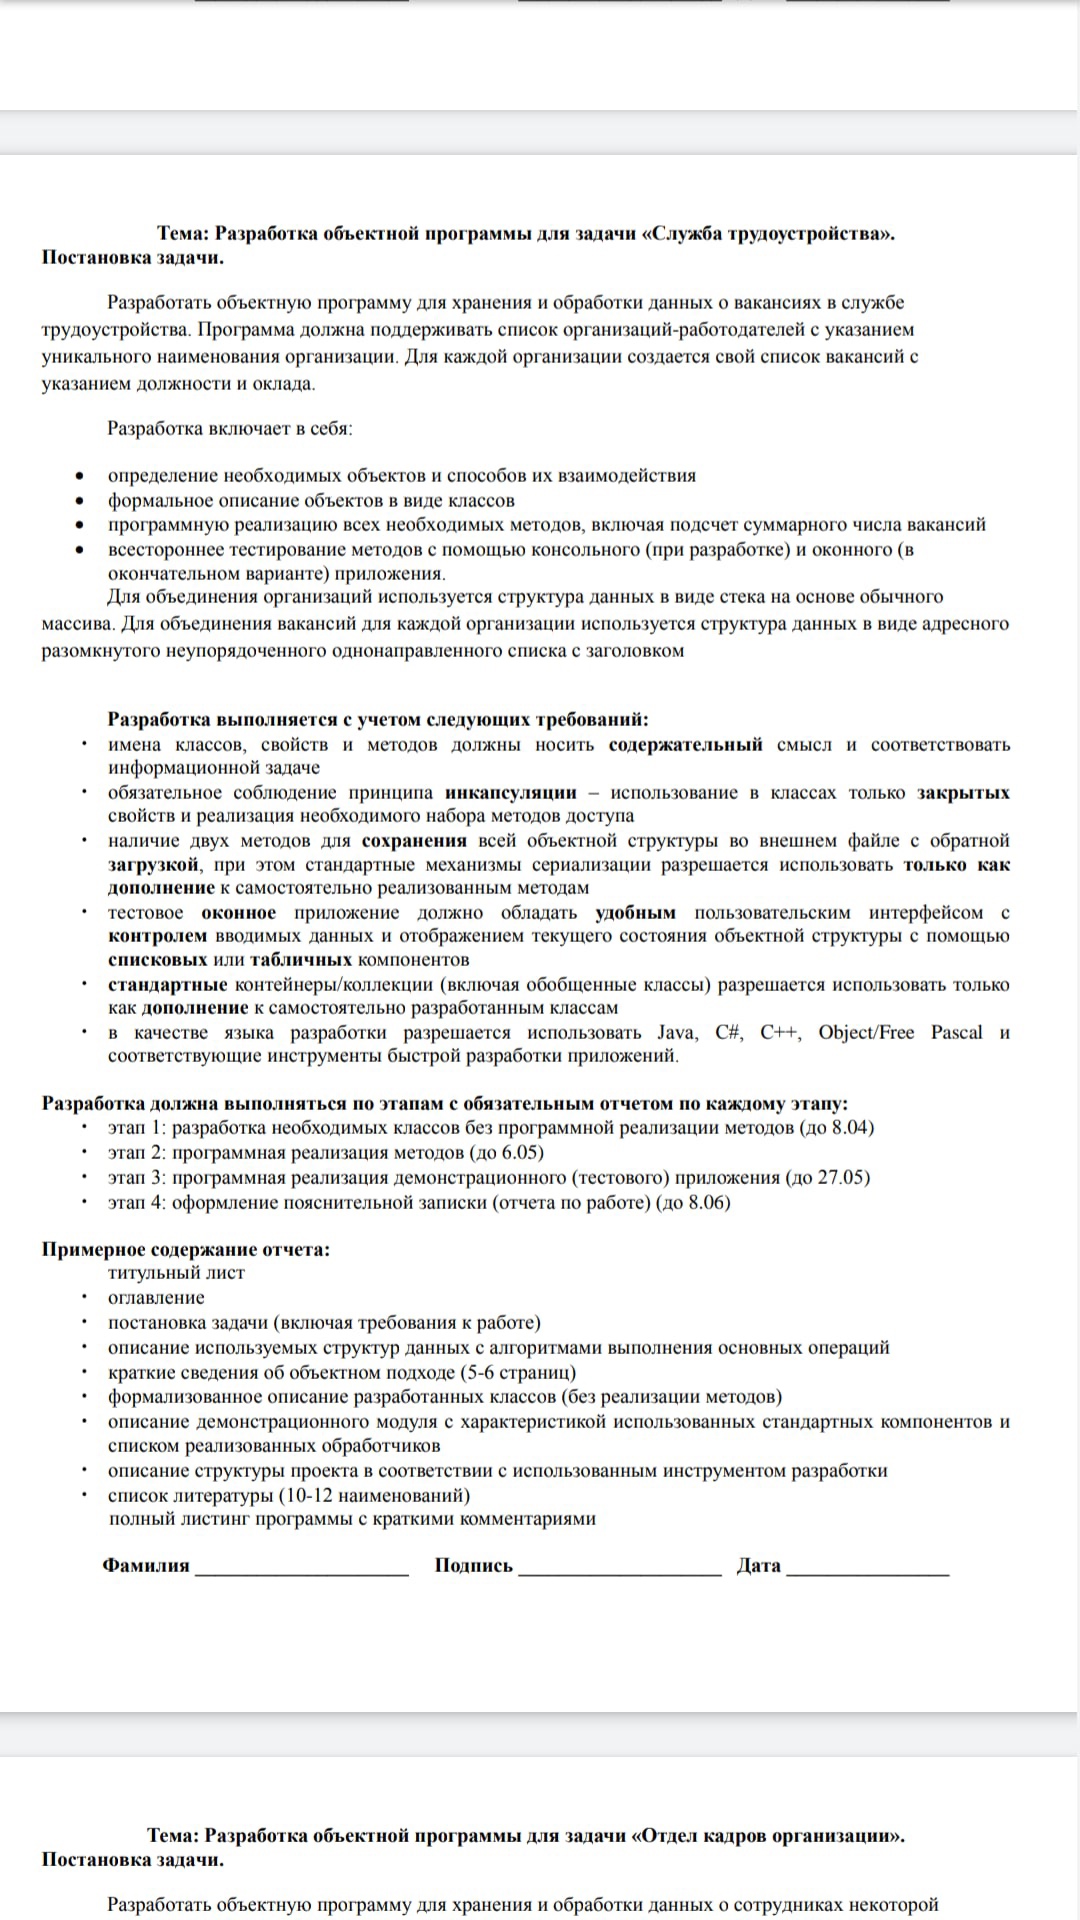 Тема: Разработка объектной программы для задачи «Служба трудоустройства».
Постановка задачи.
Разработать объектную программу для хранения и обработки данных о вакансиях в службе
трудоустройства. Программа должна поддерживать список организаций-работодателей с указанием
уникального наименования организации. Для каждой организации создается свой список вакансий с
указанием должности и оклада.
Разработка включает в себя:
• определение необходимых объектов и способов их взаимодействия
• формальное описание объектов в виде классов
• программную реализацию всех необходимых методов, включая подсчет суммарного числа вакансий
• всестороннее тестирование методов с помощью консольного (при разработке) и оконного (в
окончательном варианте) приложения.
Для объединения организаций используется структура данных в виде стека на основе обычного
массива. Для объединения вакансий для каждой организации используется структура данных в виде адресного
разомкнутого неупорядоченного однонаправленного списка с заголовком
Разработка выполняется с учетом следующих требований:
· имена классов, свойств и методов должны носить содержательный смысл и соответствовать
информационной задаче
· обязательное соблюдение принципа инкапсуляции – использование в классах только закрытых
свойств и реализация необходимого набора методов доступа
· наличие двух методов для сохранения всей объектной структуры во внешнем файле с обратной
загрузкой, при этом стандартные механизмы сериализации разрешается использовать только как
дополнение к самостоятельно реализованным методам
· тестовое оконное приложение должно обладать удобным пользовательским интерфейсом с
контролем вводимых данных и отображением текущего состояния объектной структуры с помощью
списковых или табличных компонентов
· стандартные контейнеры/коллекции (включая обобщенные классы) разрешается использовать только
как дополнение к самостоятельно разработанным классам
· в качестве языка разработки разрешается использовать Java, C#, C++, Object/Free Pascal и
соответствующие инструменты быстрой разработки приложений.
Разработка должна выполняться по этапам с обязательным отчетом по каждому этапу:
· этап 1: разработка необходимых классов без программной реализации методов (до 8.04)
· этап 2: программная реализация методов (до 6.05)
· этап 3: программная реализация демонстрационного (тестового) приложения (до 27.05)
· этап 4: оформление пояснительной записки (отчета по работе) (до 8.06)
Примерное содержание отчета:
титульный лист
· оглавление
· постановка задачи (включая требования к работе)
· описание используемых структур данных с алгоритмами выполнения основных операций
· краткие сведения об объектном подходе (5-6 страниц)
· формализованное описание разработанных классов (без реализации методов)
· описание демонстрационного модуля с характеристикой использованных стандартных компонентов и
списком реализованных обработчиков
· описание структуры проекта в соответствии с использованным инструментом разработки
· список литературы (10-12 наименований)
полный листинг программы с краткими комментариями
Фамилия ____________________ Подпись ___________________ Дата _______________
Тема: Разработка объектной программы для задачи «Отдел кадров организации».
Постановка задачи.
Разработать объектную программу для хранения и обработки данных о сотрудниках некоторой